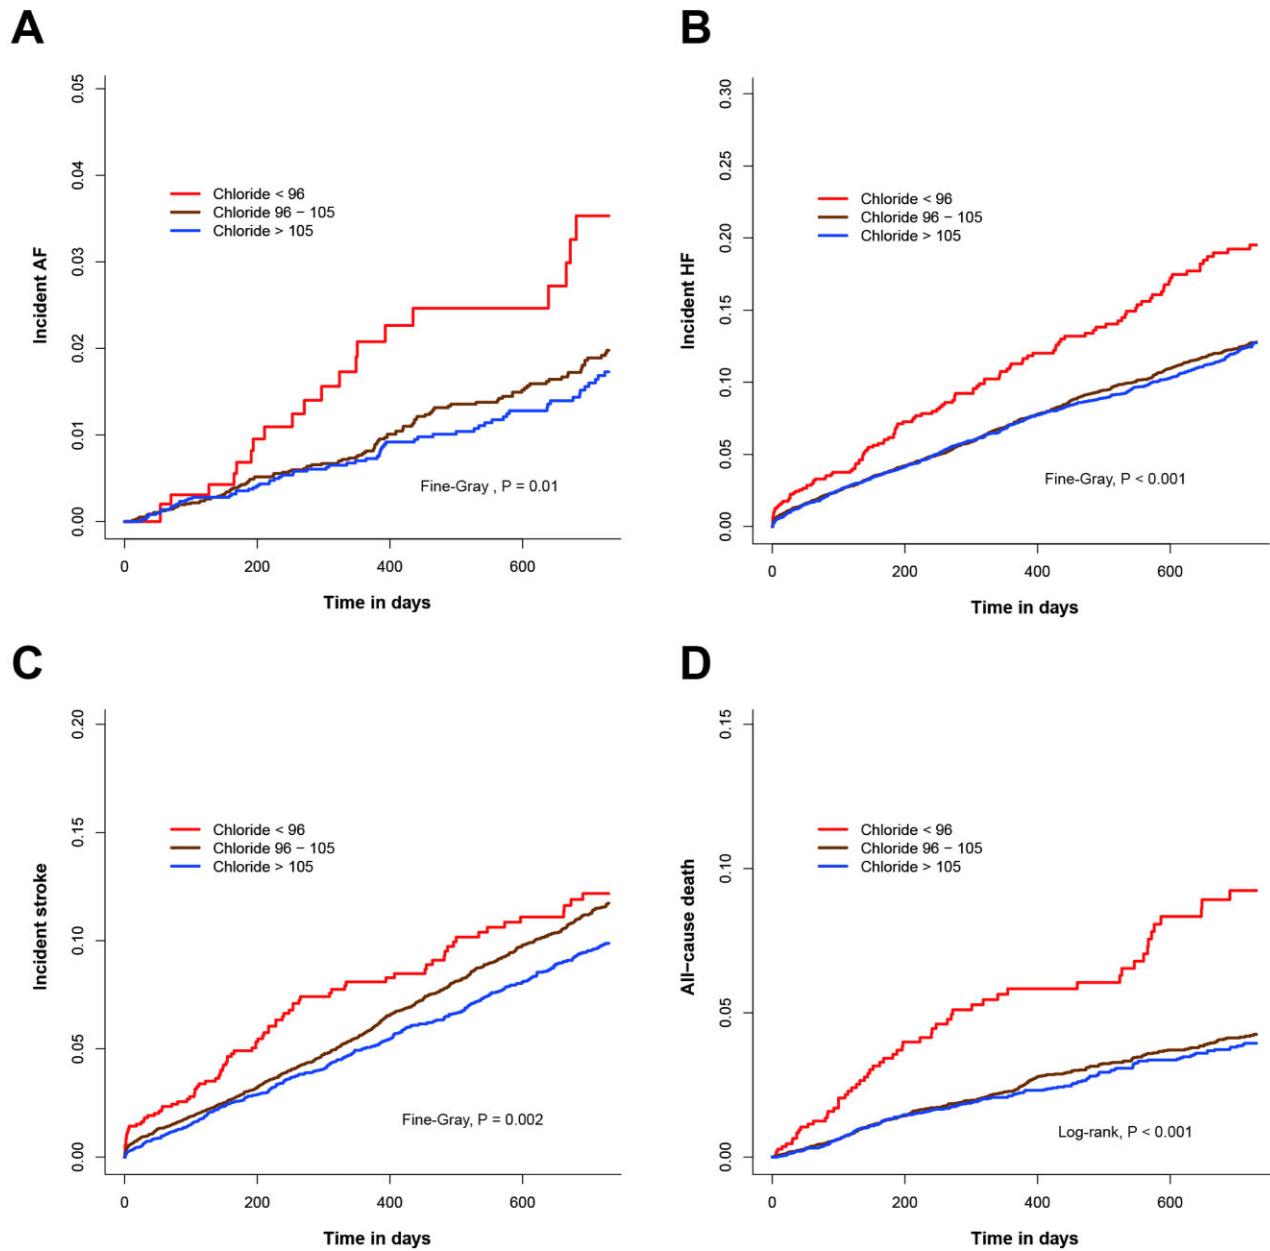 A
0.05
0.04
0.03
0.02
0.01
0.00
Incident AF
Chloride < 96
Chloride 96 − 105
Chloride > 105
Fine-Gray , P = 0.01
0
200
400
600
Time in days
B
0.30
0.25
0.20
0.15
0.10
0.05
0.00
Incident HF
Chloride < 96
Chloride 96 − 105
Chloride > 105
Fine-Gray, P < 0.001
0
200
400
600
Time in days
C
0.20
0.15
0.10
0.05
0.00
Incident stroke
Chloride < 96
Chloride 96 − 105
Chloride > 105
Fine-Gray, P = 0.002
0
200
400
600
Time in days
D
0.15
0.10
0.05
0.00
All−cause death
Chloride < 96
Chloride 96 − 105
Chloride > 105
Log-rank, P < 0.001
0
200
400
600
Time in days